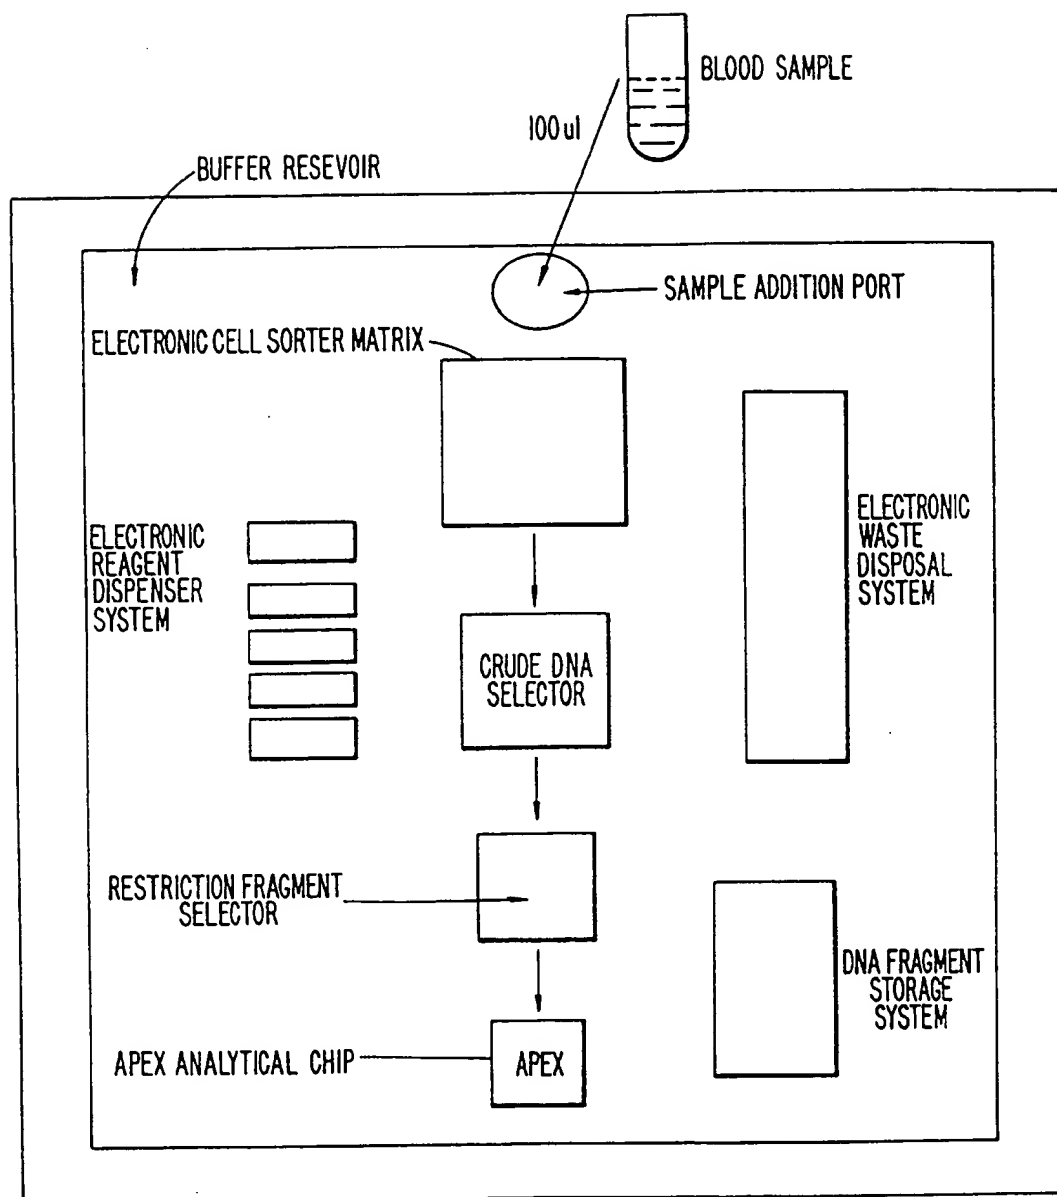 BLOOD SAMPLE
100ul
BUFFER RESEVOIR
SAMPLE ADDITION PORT
ELECTRONIC CELL SORTER MATRIX
ELECTRONIC
REAGENT
DISPENSER
SYSTEM
ELECTRONIC
WASTE
DISPOSAL
SYSTEM
CRUDE DNA
SELECTOR
RESTRICTION FRAGMENT
SELECTOR
DNA FRAGMENT
STORAGE
SYSTEM
APEX ANALYTICAL CHIP
APEX